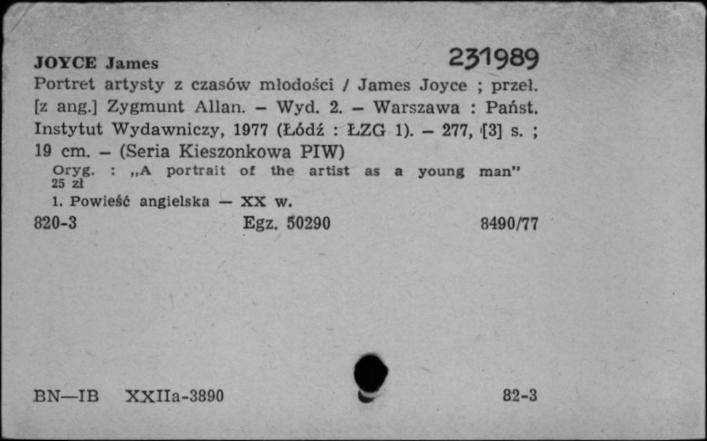 JOYCE James 231989
Portret artysty z czasów młodości / James Joyce ; przeł.
[z ang.] Zygmunt Allan. — Wyd. 2. — Warszawa : Państ.
Instytut Wydawniczy, 1977 (Łódź : ŁZG 1). — 277, [3] s. ;
19 cm. — (Seria Kieszonkowa PIW)
Oryg. : „A portrait of the artist as a young man"
25 zł
1. Powieść angielska — XX w.
820-3 Egz. 50290 8490/77
BN—IB XXIIa-3890 82-3